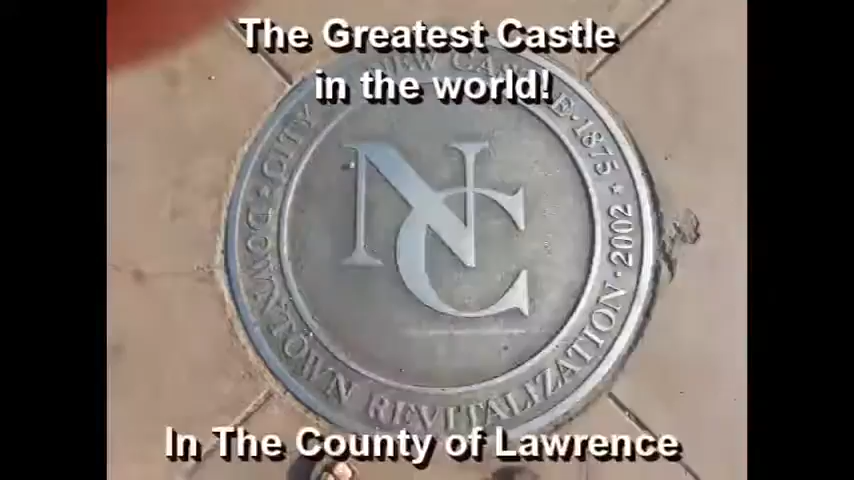 The Greatest Castle
in the world!
CITY OF NEW CASTLE · 1875 ★
NC
DOWNTOWN REVITALIZATION · 2002
In The County of Lawrence